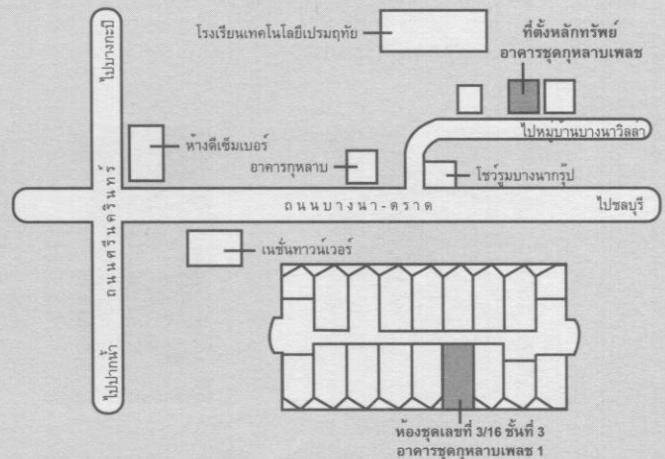 โรงเรียนเทคโนโลยีเปรมฤทัย
ที่ตั้งหลักทรัพย์
อาคารชุดกุหลาบเพลซ
ไปบางกะปิ
ห้างดีเซ็มเบอร์
อาคารกุหลาบ
ไปหมู่บ้านบางนาวิลล่า
โชว์รูมบางนากรุ๊ป
ถนนศรีนครินทร์
ถนนบางนา-ตราด
ไปชลบุรี
เนชั่นทาวน์เวอร์
ไปปากน้ำ
ห้องชุดเลขที่ 3/16 ชั้นที่ 3
อาคารชุดกุหลาบเพลซ 1